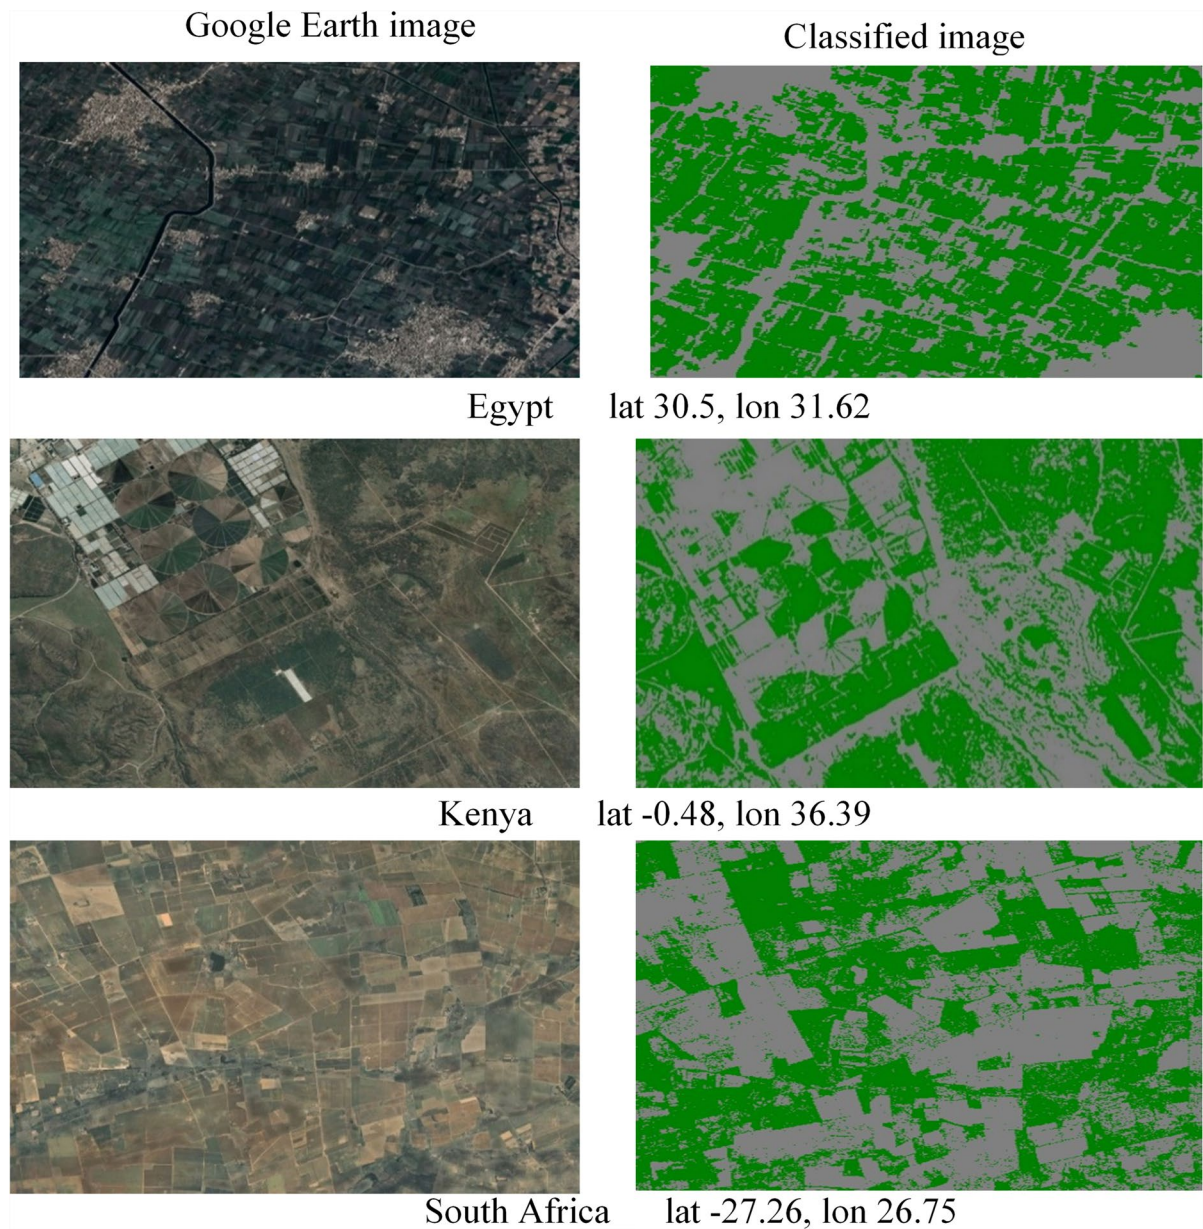 Google Earth image
Classified image
Egypt lat 30.5, lon 31.62
Kenya lat -0.48, lon 36.39
South Africa lat -27.26, lon 26.75